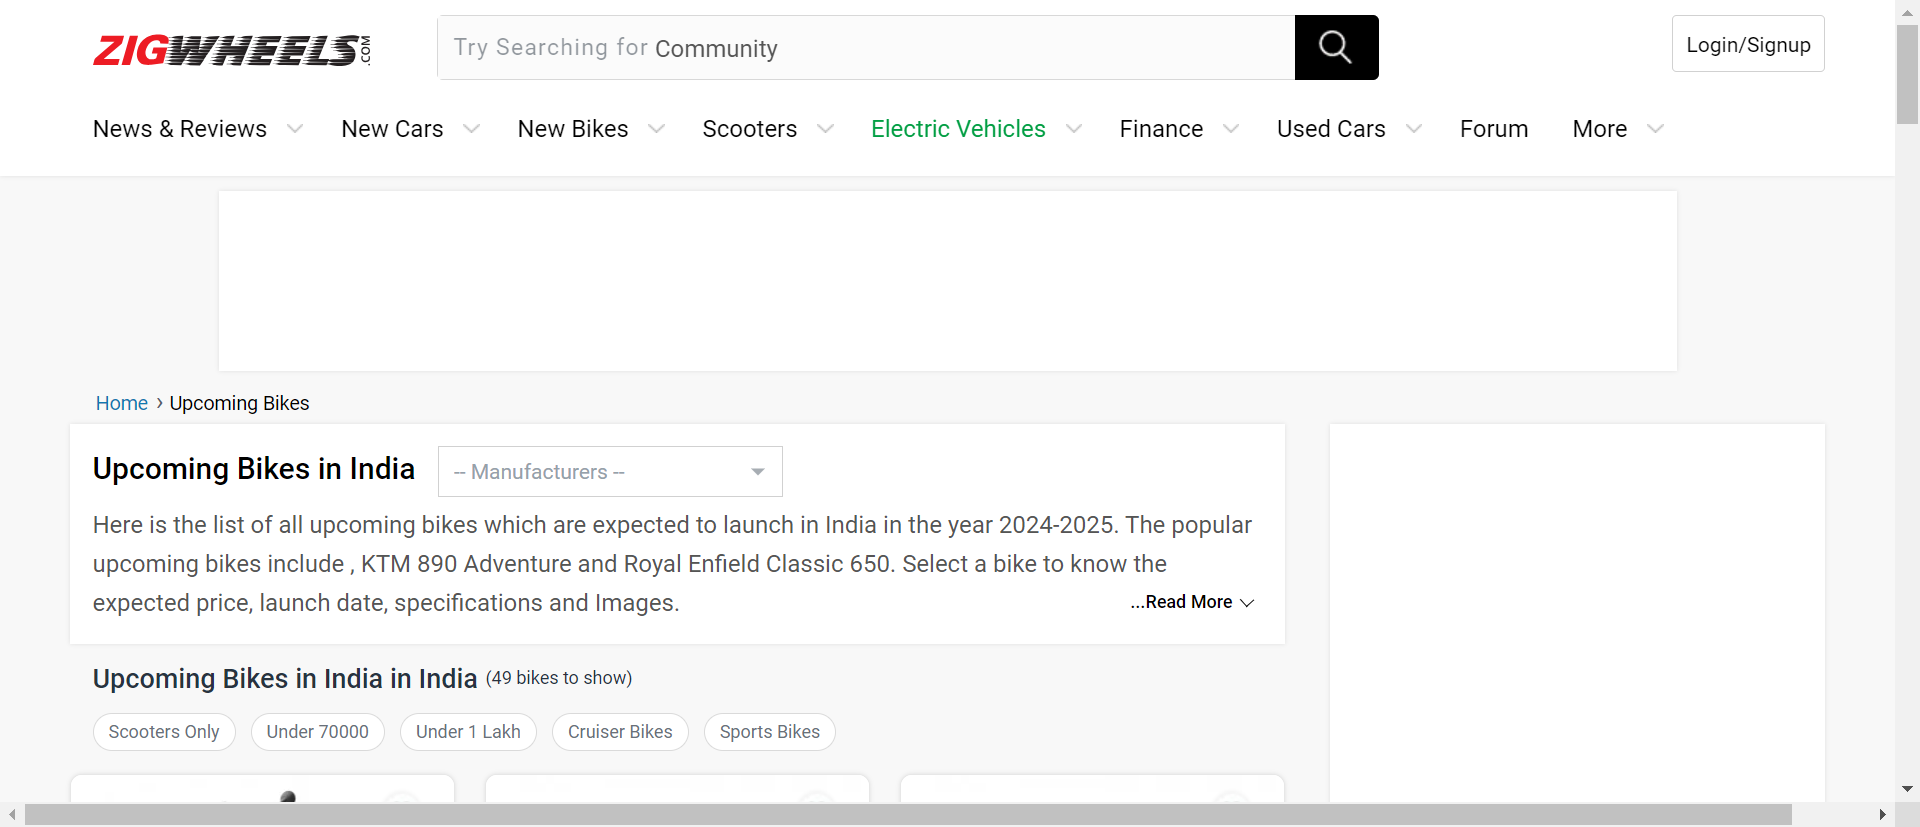 ZIGWHEELS.COM
Try Searching for Community
Login/Signup
News & Reviews New Cars New Bikes Scooters Electric Vehicles Finance Used Cars Forum More
Home › Upcoming Bikes
Upcoming Bikes in India -- Manufacturers --
Here is the list of all upcoming bikes which are expected to launch in India in the year 2024-2025. The popular
upcoming bikes include , KTM 890 Adventure and Royal Enfield Classic 650. Select a bike to know the
expected price, launch date, specifications and Images. ...Read More
Upcoming Bikes in India in India (49 bikes to show)
Scooters Only Under 70000 Under 1 Lakh Cruiser Bikes Sports Bikes